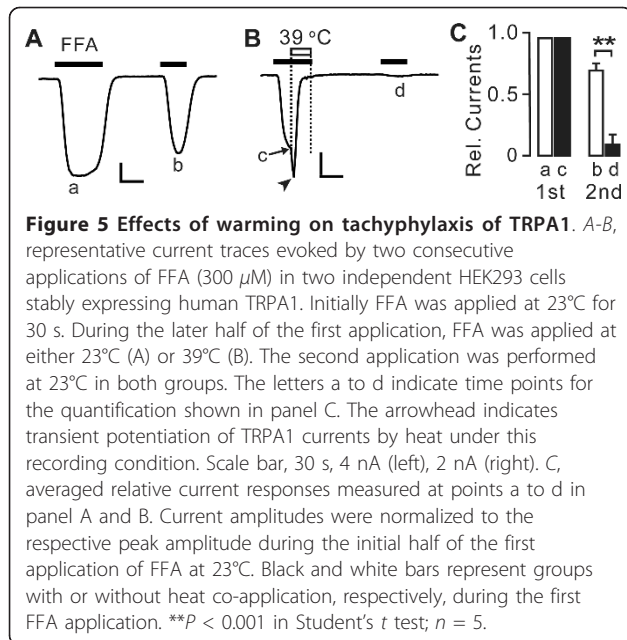 A
B
C
FFA
39 °C
a
b
c
d
Rel. Currents
1.0
0.5
0
**
a c b d
1st 2nd
Figure 5 Effects of warming on tachyphylaxis of TRPA1. A-B,
representative current traces evoked by two consecutive
applications of FFA (300 μM) in two independent HEK293 cells
stably expressing human TRPA1. Initially FFA was applied at 23°C for
30 s. During the later half of the first application, FFA was applied at
either 23°C (A) or 39°C (B). The second application was performed
at 23°C in both groups. The letters a to d indicate time points for
the quantification shown in panel C. The arrowhead indicates
transient potentiation of TRPA1 currents by heat under this
recording condition. Scale bar, 30 s, 4 nA (left), 2 nA (right). C,
averaged relative current responses measured at points a to d in
panel A and B. Current amplitudes were normalized to the
respective peak amplitude during the initial half of the first
application of FFA at 23°C. Black and white bars represent groups
with or without heat co-application, respectively, during the first
FFA application. **P < 0.001 in Student's t test; n = 5.